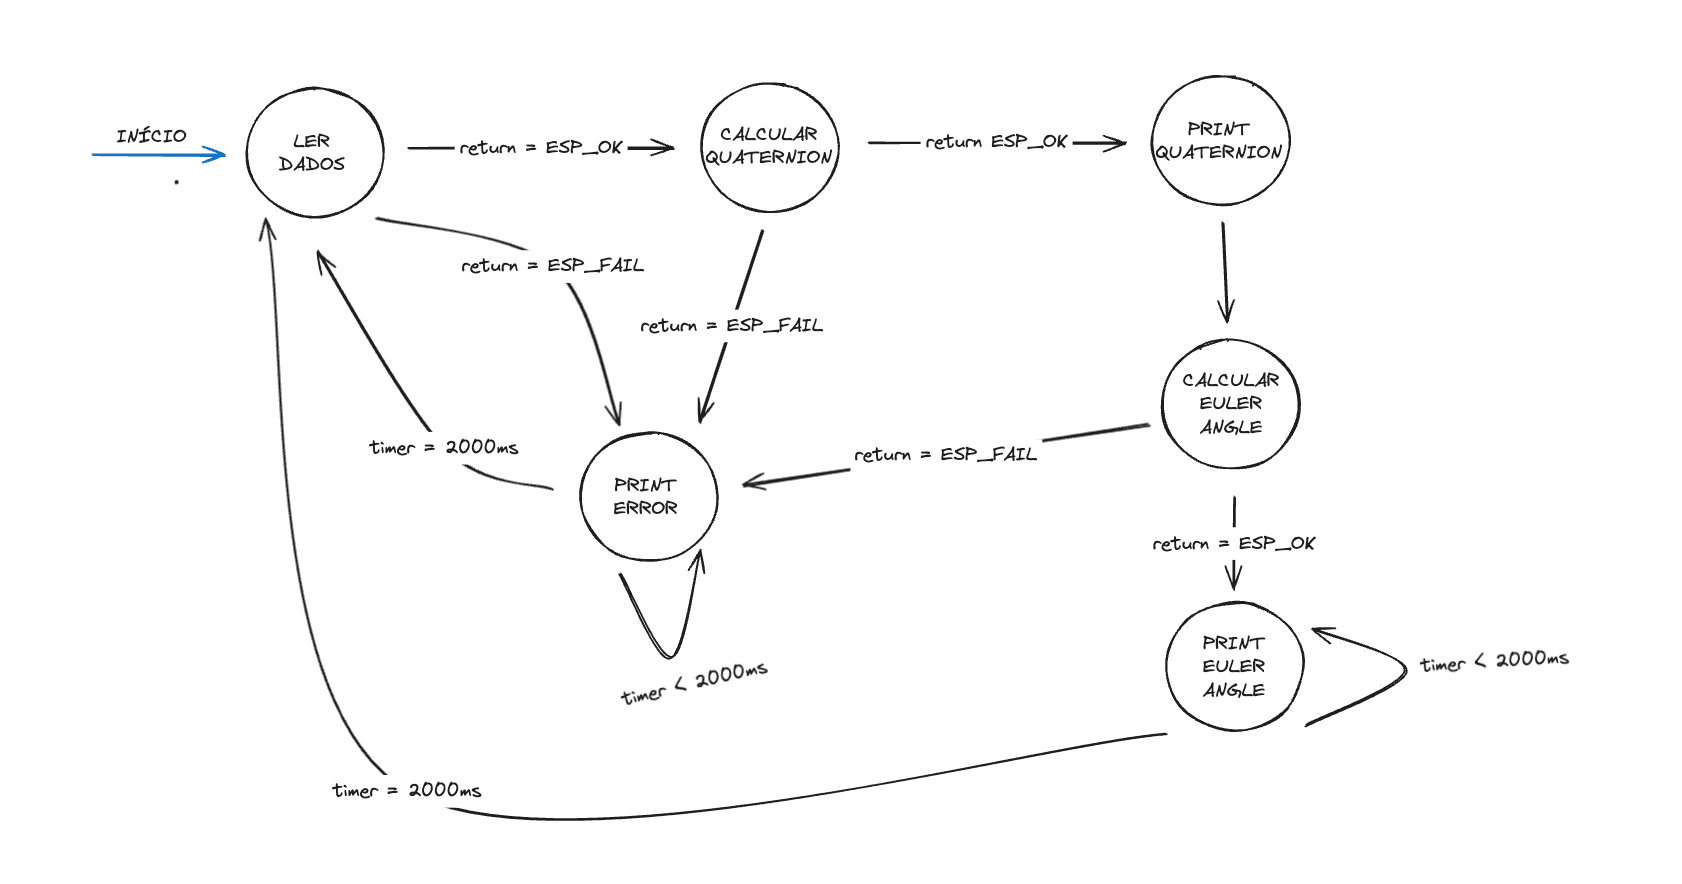 INÍCIO
LER
DADOS
return = ESP_OK
CALCULAR
QUATERNION
return ESP_OK
PRINT
QUATERNION
return = ESP_FAIL
return = ESP_FAIL
CALCULAR
EULER
ANGLE
timer = 2000ms
return = ESP_FAIL
PRINT
ERROR
return = ESP_OK
timer < 2000ms
PRINT
EULER
ANGLE
timer < 2000ms
timer = 2000ms